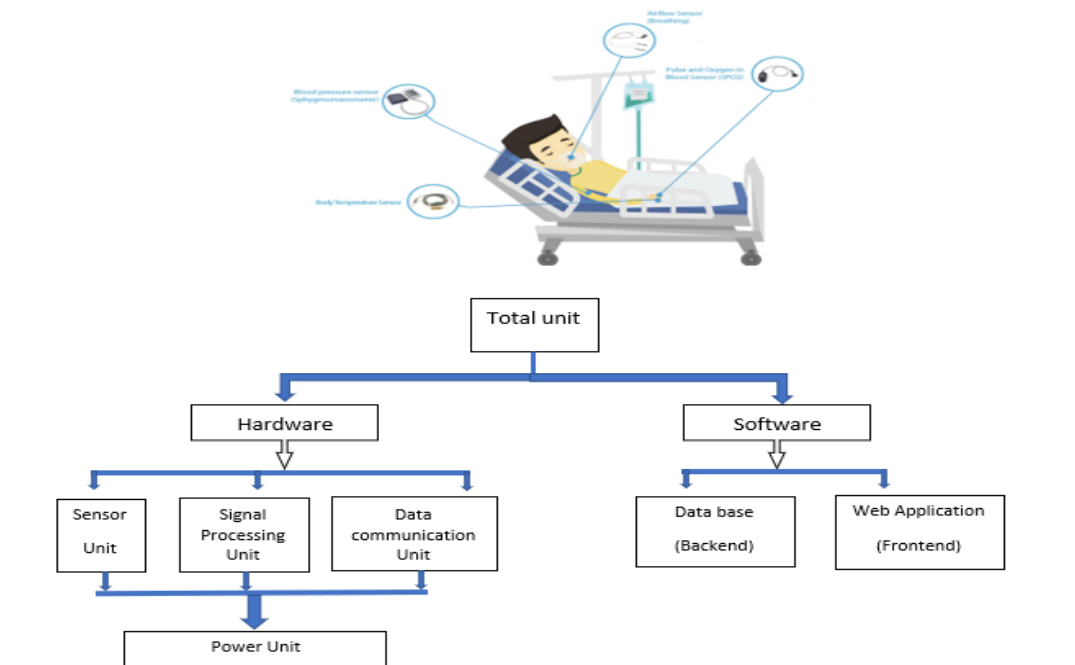 Airflow Sensor
(Breathing)
Pulse and Oxygen in
Blood Sensor (SPO2)
Blood pressure sensor
(Sphygmomanometer)
Body Temperature Sensor
Total unit
Hardware
Software
Sensor
Unit
Signal
Processing
Unit
Data
communication
Unit
Data base
(Backend)
Web Application
(Frontend)
Power Unit